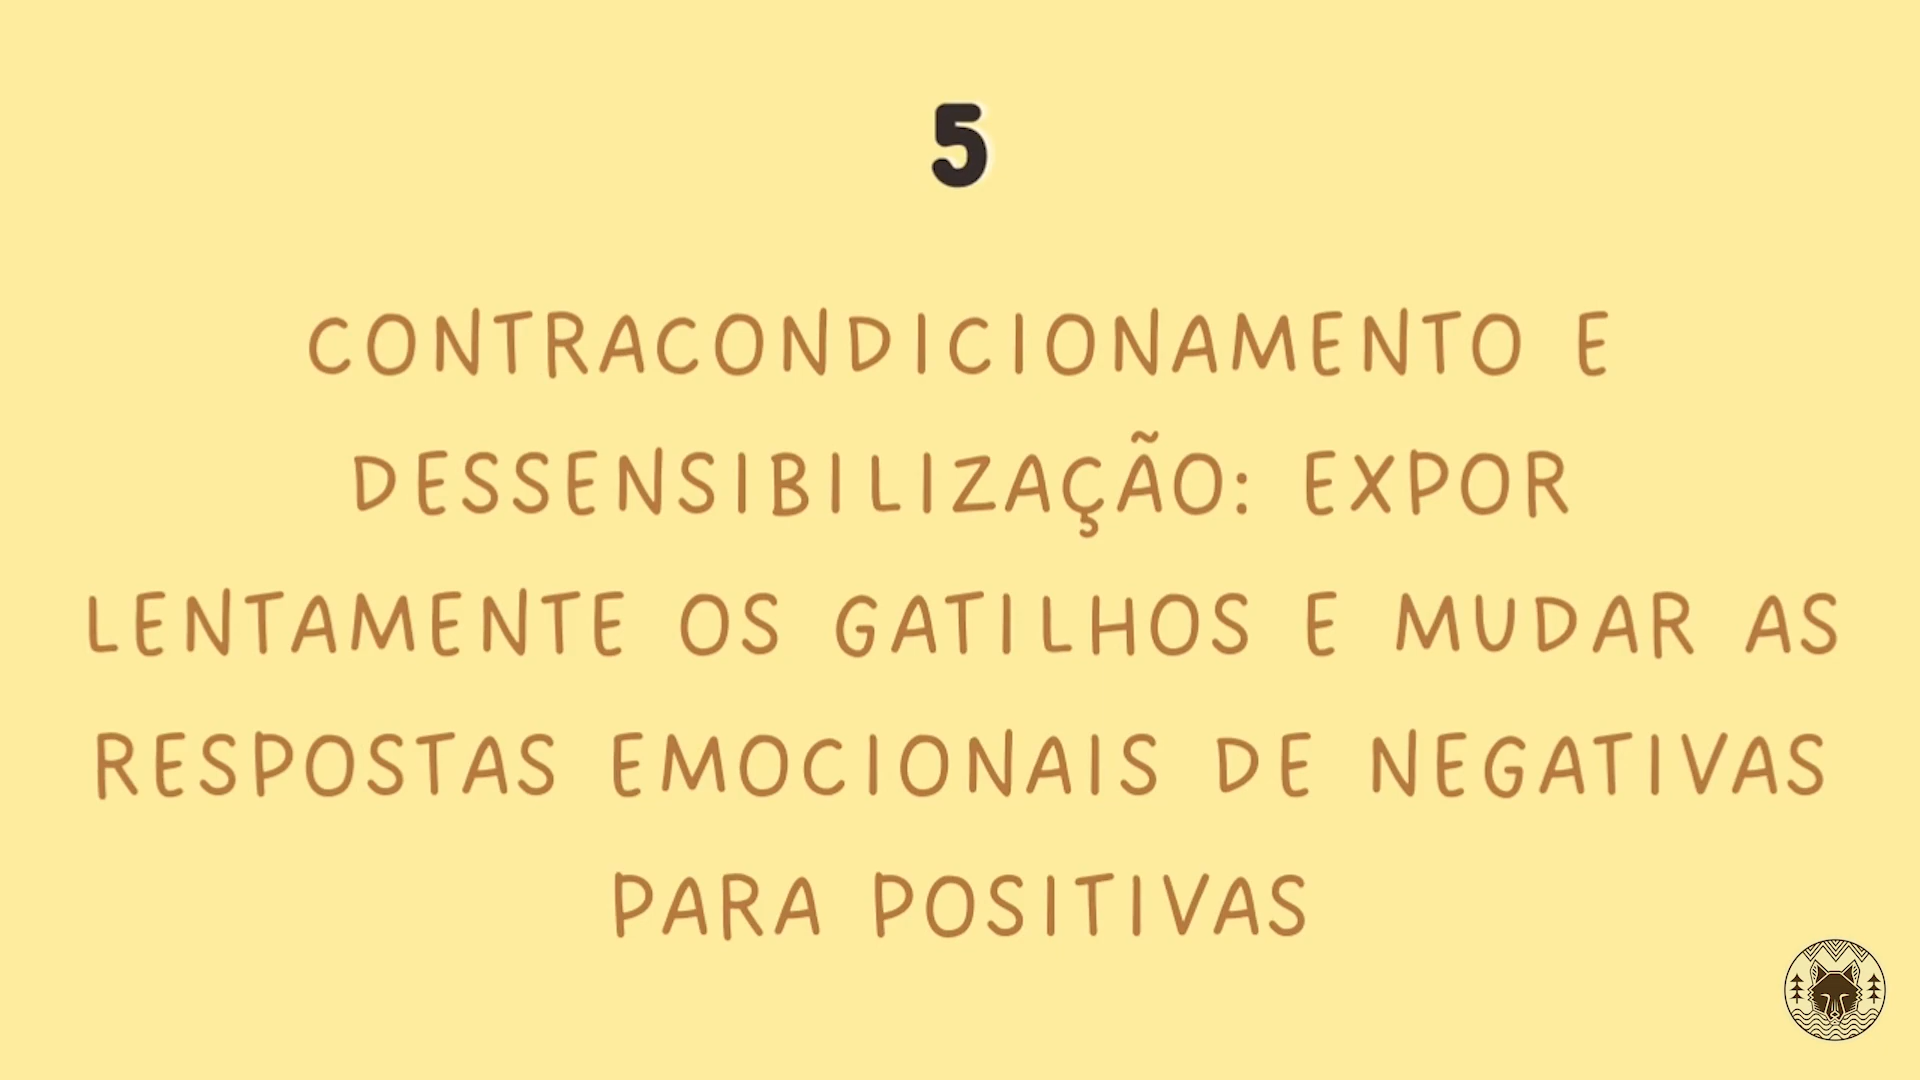 5
CONTRACONDICIONAMENTO E
DESSENSIBILIZAÇÃO: EXPOR
LENTAMENTE OS GATILHOS E MUDAR AS
RESPOSTAS EMOCIONAIS DE NEGATIVAS
PARA POSITIVAS